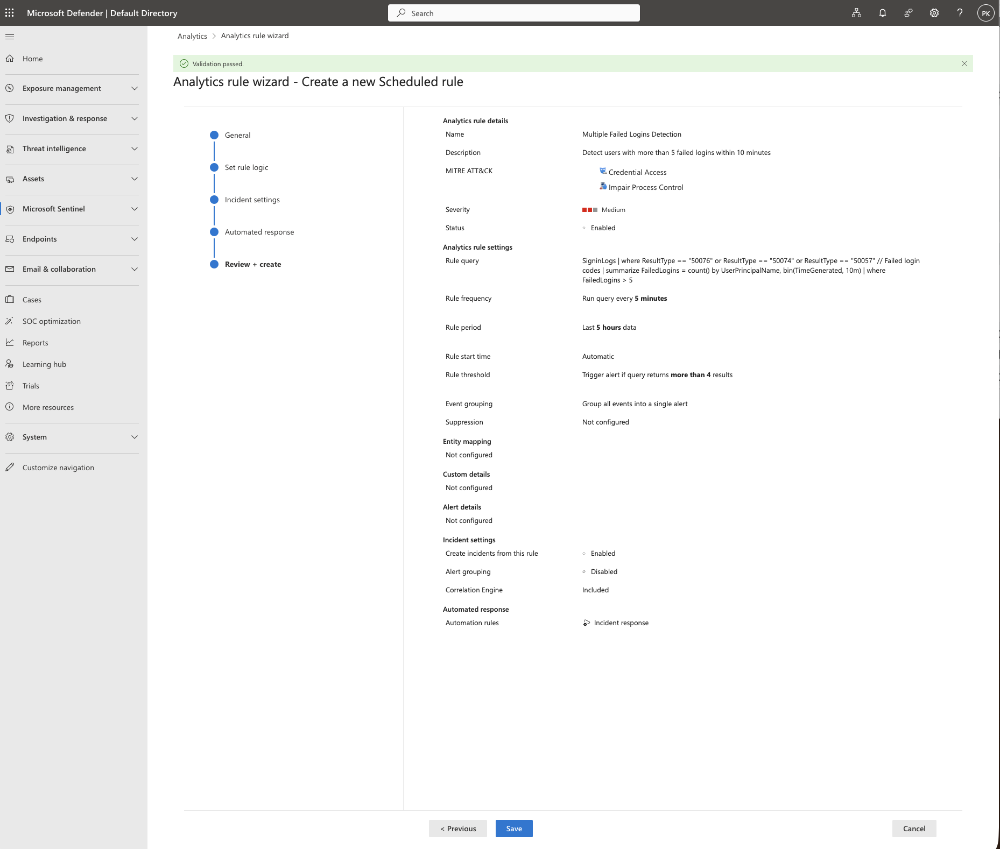 Microsoft Defender | Default Directory
Search
PK
Home
Exposure management
Investigation & response
Threat intelligence
Assets
Microsoft Sentinel
Endpoints
Email & collaboration
Cases
SOC optimization
Reports
Learning hub
Trials
More resources
System
Customize navigation
Analytics > Analytics rule wizard
Validation passed.
Analytics rule wizard - Create a new Scheduled rule
General
Set rule logic
Incident settings
Automated response
Review + create
Analytics rule details
Name Multiple Failed Logins Detection
Description Detect users with more than 5 failed logins within 10 minutes
MITRE ATT&CK Credential Access
Impair Process Control
Severity Medium
Status Enabled
Analytics rule settings
Rule query SigninLogs | where ResultType == "50076" or ResultType == "50074" or ResultType == "50057" // Failed login
codes | summarize FailedLogins = count() by UserPrincipalName, bin(TimeGenerated, 10m) | where
FailedLogins > 5
Rule frequency Run query every 5 minutes
Rule period Last 5 hours data
Rule start time Automatic
Rule threshold Trigger alert if query returns more than 4 results
Event grouping Group all events into a single alert
Suppression Not configured
Entity mapping
Not configured
Custom details
Not configured
Alert details
Not configured
Incident settings
Create incidents from this rule Enabled
Alert grouping Disabled
Correlation Engine Included
Automated response
Automation rules Incident response
< Previous
Save
Cancel